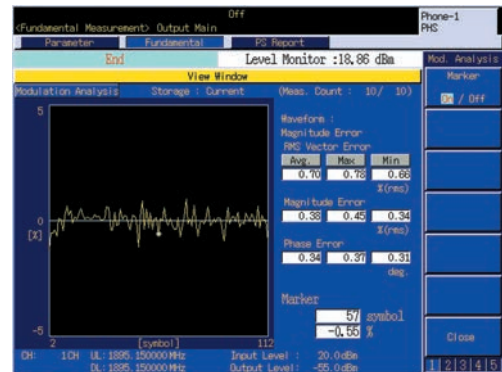 Off
<Fundamental Measurement> Output Main
Phone-1
PHS
Parameter
Fundamental
PS Report
End
Level Monitor :18.86 dBm
Mod. Analysis
View Window
Marker
On / Off
Modulation Analysis
Storage : Current
(Meas. Count : 10/ 10)
5
Waveform :
Magnitude Error
RMS Vector Error
Avg. Max Min
0.70 0.78 0.66
%(rms)
Magnitude Error
0.38 0.45 0.34
%(rms)
0
[%]
Phase Error
0.34 0.37 0.31
deg.
Marker
57 symbol
-0.55 %
-5
2 [symbol] 112
Close
CH: 1CH UL: 1895.150000MHz Input Level : 20.0dBm
DL: 1895.150000MHz Output Level: -55.0dBm
1 2 3 4 5